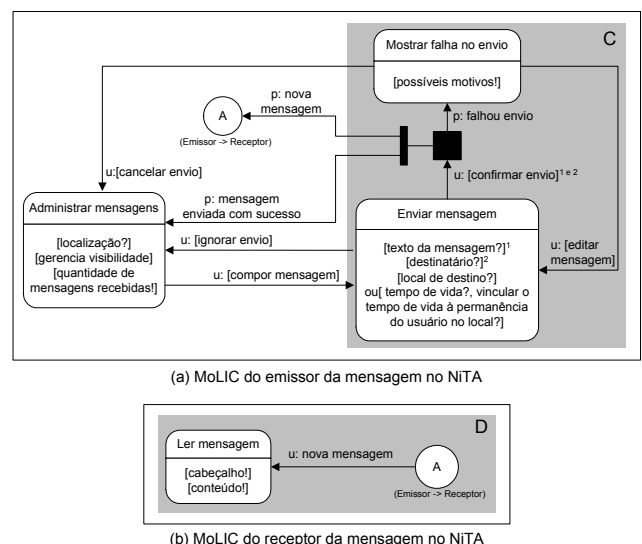 C
Mostrar falha no envio
[possíveis motivos!]
p: nova
mensagem
A
(Emissor -> Receptor)
p: falhou envio
u:[cancelar envio]
u: [confirmar envio]1 e 2
Administrar mensagens
[localização?]
[gerencia visibilidade]
[quantidade de
mensagens recebidas!]
p: mensagem
enviada com sucesso
u: [ignorar envio]
u: [compor mensagem]
Enviar mensagem
[texto da mensagem?]1
[destinatário?]2
[local de destino?]
ou[ tempo de vida?, vincular o
tempo de vida à permanência
do usuário no local?]
u: [editar
mensagem]
(a) MoLIC do emissor da mensagem no NiTA
D
Ler mensagem
[cabeçalho!]
[conteúdo!]
u: nova mensagem
A
(Emissor -> Receptor)
(b) MoLIC do receptor da mensagem no NiTA